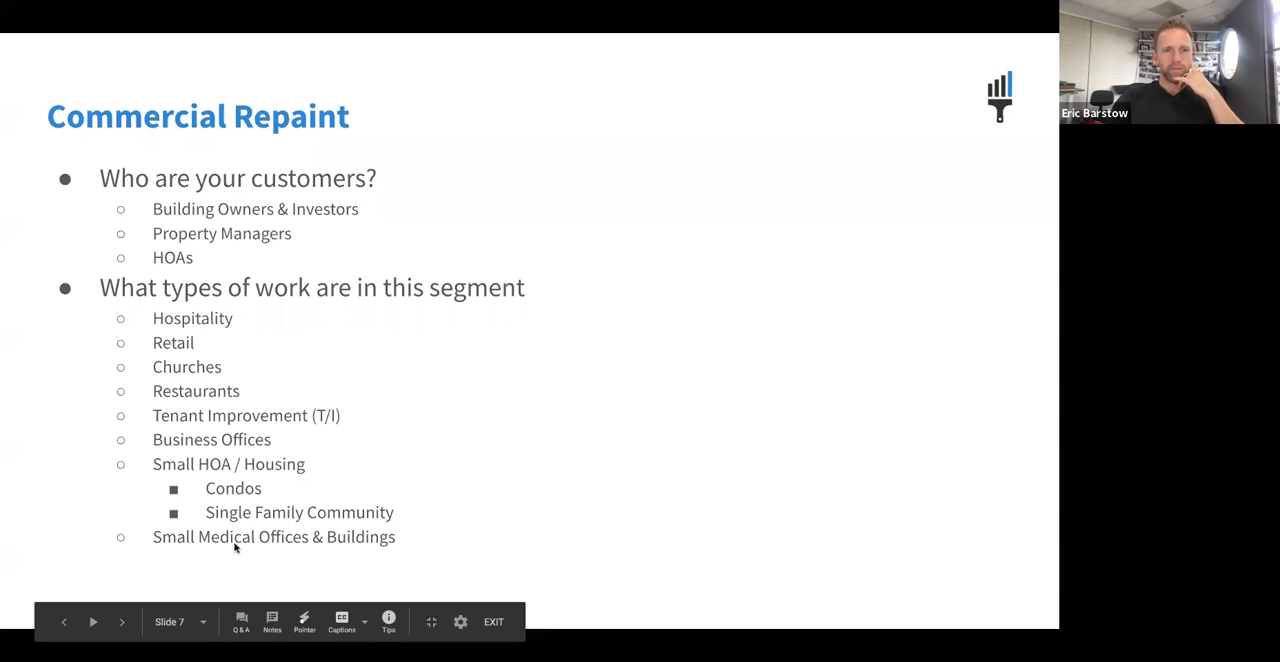 Commercial Repaint
● Who are your customers?
○ Building Owners & Investors
○ Property Managers
○ HOAs
● What types of work are in this segment
○ Hospitality
○ Retail
○ Churches
○ Restaurants
○ Tenant Improvement (T/I)
○ Business Offices
○ Small HOA / Housing
■ Condos
■ Single Family Community
○ Small Medical Offices & Buildings
Slide 7
Q & A
Notes
Pointer
CC
Captions
Tips
EXIT
Eric Barstow